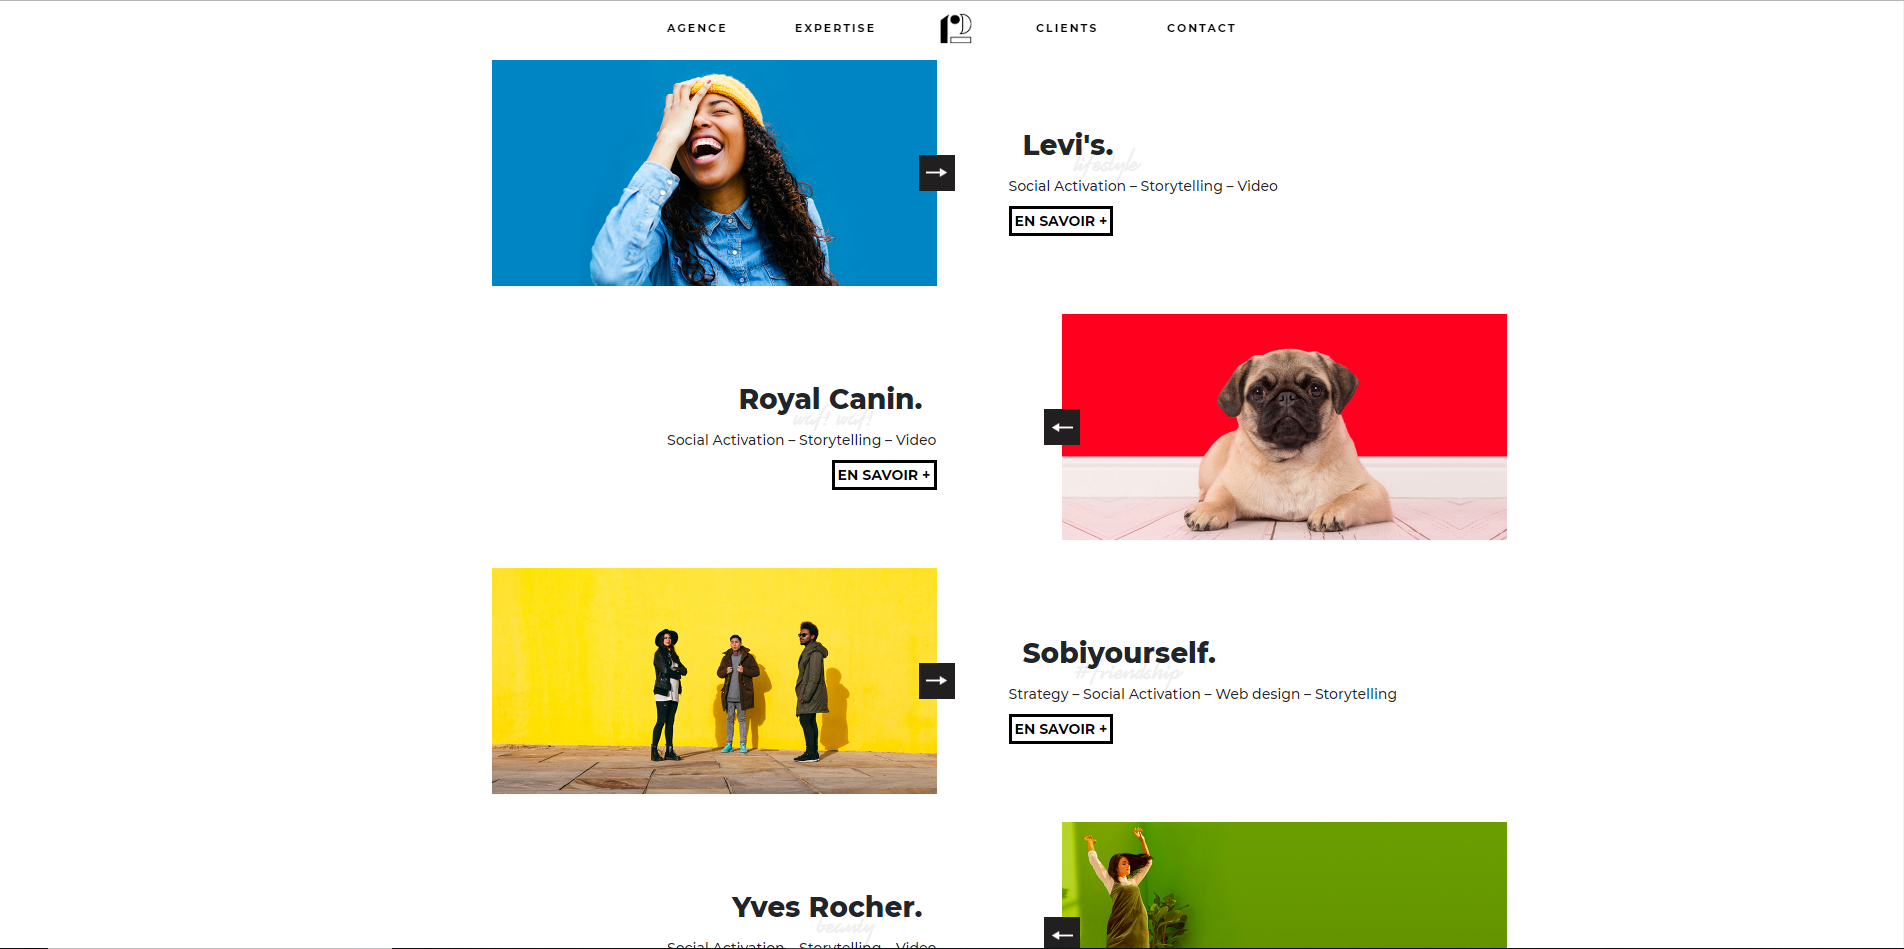 AGENCE EXPERTISE 12 CLIENTS CONTACT
Levi's.
lifestyle
Social Activation – Storytelling – Video
EN SAVOIR +
Royal Canin.
waf! waf!
Social Activation – Storytelling – Video
EN SAVOIR +
Sobiyourself.
#friendship
Strategy – Social Activation – Web design – Storytelling
EN SAVOIR +
Yves Rocher.
beauty
Social Activation – Storytelling – Video